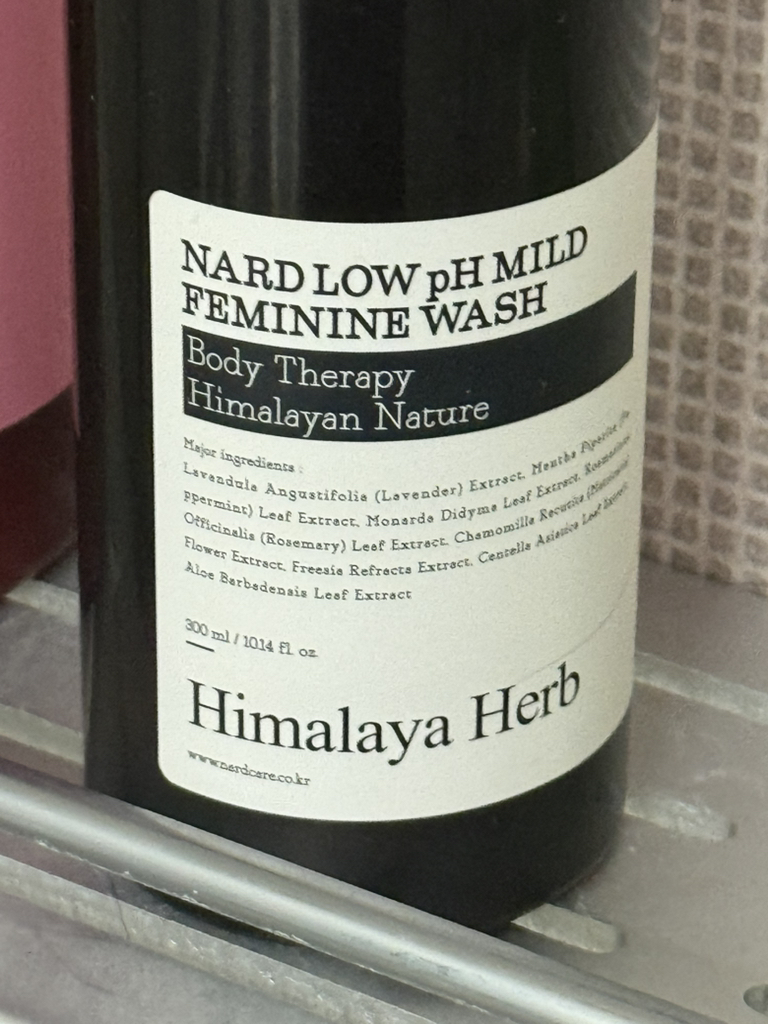 NARD LOW pH MILD
FEMININE WASH
Body Therapy
Himalayan Nature
Major ingredients :
Lavandula Angustifolia (Lavender) Extract, Mentha Piperita (Pe
ppermint) Leaf Extract, Monarda Didyma Leaf Extract, Rosmarinus
Officinalis (Rosemary) Leaf Extract, Chamomilla Recutita (Matricaria)
Flower Extract, Freesia Refracta Extract, Centella Asiatica Leaf Extract,
Aloe Barbadensis Leaf Extract
300 ml / 10.14 fl. oz.
Himalaya Herb
www.nardcare.co.kr